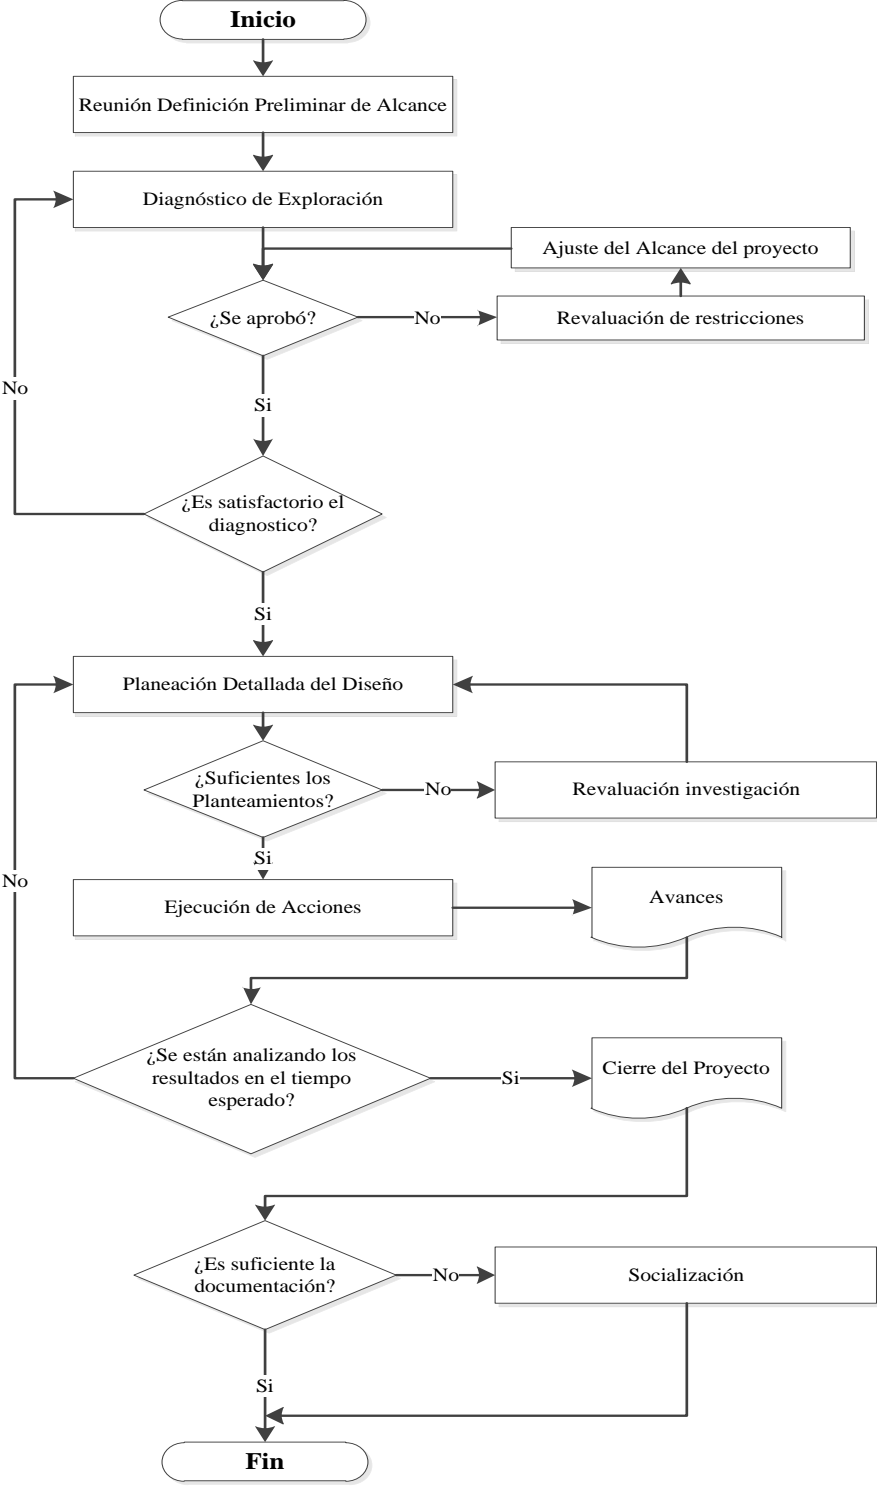 Inicio
Reunión Definición Preliminar de Alcance
Diagnóstico de Exploración
Ajuste del Alcance del proyecto
¿Se aprobó?
No
Revaluación de restricciones
No
Si
¿Es satisfactorio el
diagnostico?
Si
Planeación Detallada del Diseño
¿Suficientes los
Planteamientos?
No
Revaluación investigación
Si
No
Ejecución de Acciones
Avances
¿Se están analizando los
resultados en el tiempo
esperado?
Si
Cierre del Proyecto
¿Es suficiente la
documentación?
No
Socialización
Si
Fin